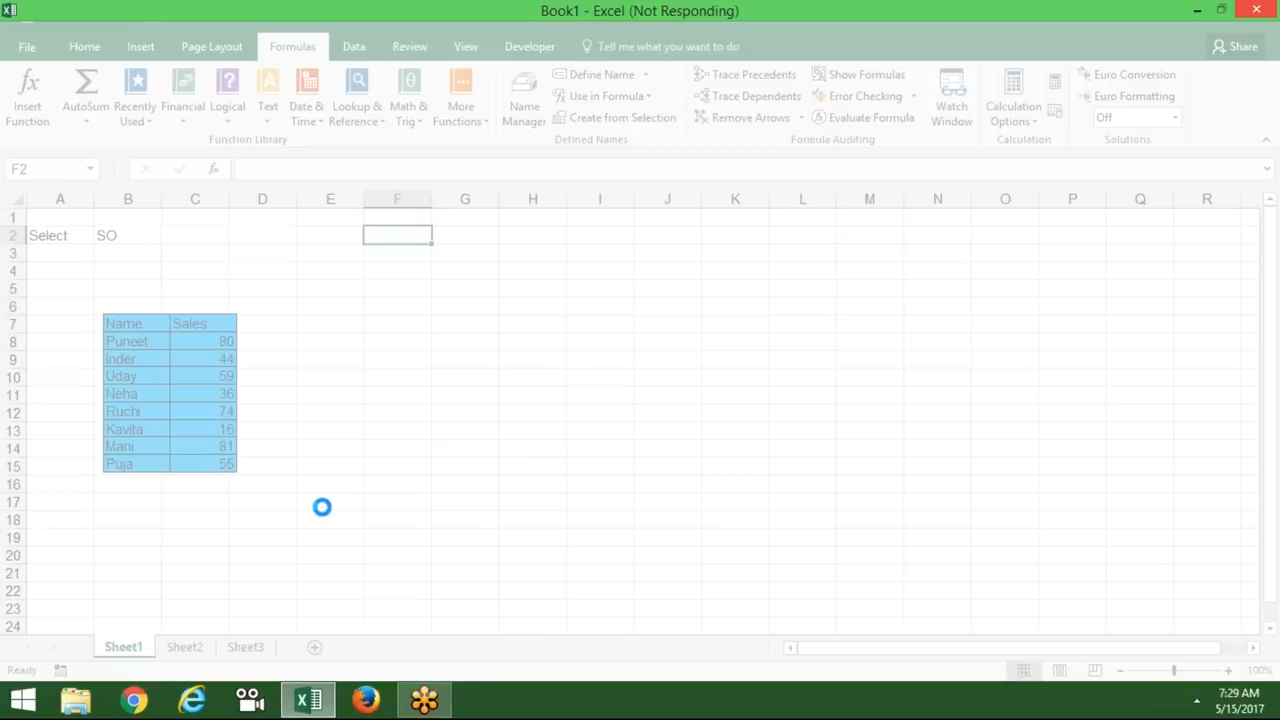 Book1 - Excel (Not Responding)
File Home Insert Page Layout Formulas Data Review View Developer Tell me what you want to do Share
Insert Function
AutoSum
Recently Used
Financial
Logical
Text
Date & Time
Lookup & Reference
Math & Trig
More Functions
Function Library
Name Manager
Define Name
Use in Formula
Create from Selection
Defined Names
Trace Precedents
Trace Dependents
Remove Arrows
Show Formulas
Error Checking
Evaluate Formula
Formula Auditing
Watch Window
Calculation Options
Calculation
Euro Conversion
Euro Formatting
Off
Solutions
F2 fx
A B C D E F G H I J K L M N O P Q R
1
2 Select SO
3
4
5
6
7 Name Sales
8 Puneet 80
9 Inder 44
10 Uday 59
11 Neha 36
12 Ruchi 74
13 Kavita 16
14 Mani 81
15 Puja 55
16
17
18
19
20
21
22
23
24
Sheet1 Sheet2 Sheet3
Ready 100%
7:29 AM
5/15/2017